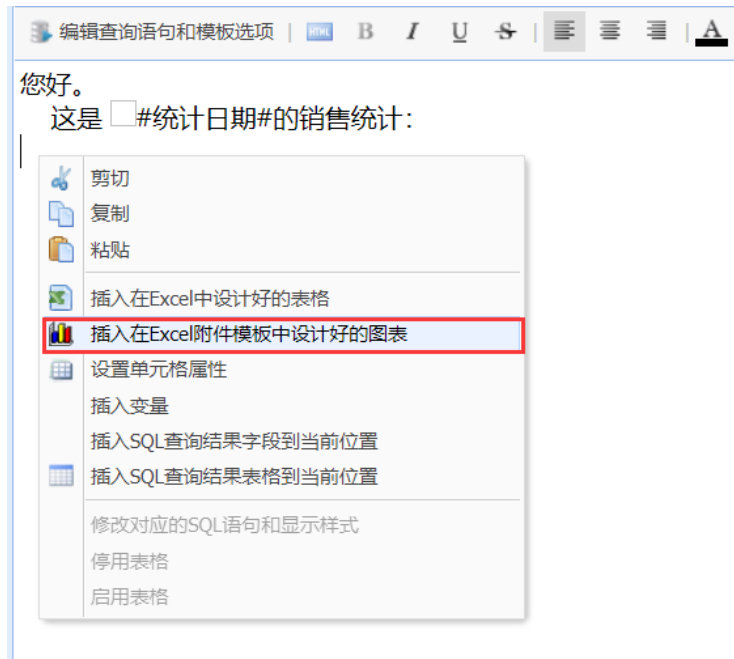 编辑查询语句和模板选项 | HTML B I U S | | A
您好。
这是 #统计日期#的销售统计：
剪切
复制
粘贴
插入在Excel中设计好的表格
插入在Excel附件模板中设计好的图表
设置单元格属性
插入变量
插入SQL查询结果字段到当前位置
插入SQL查询结果表格到当前位置
修改对应的SQL语句和显示样式
停用表格
启用表格